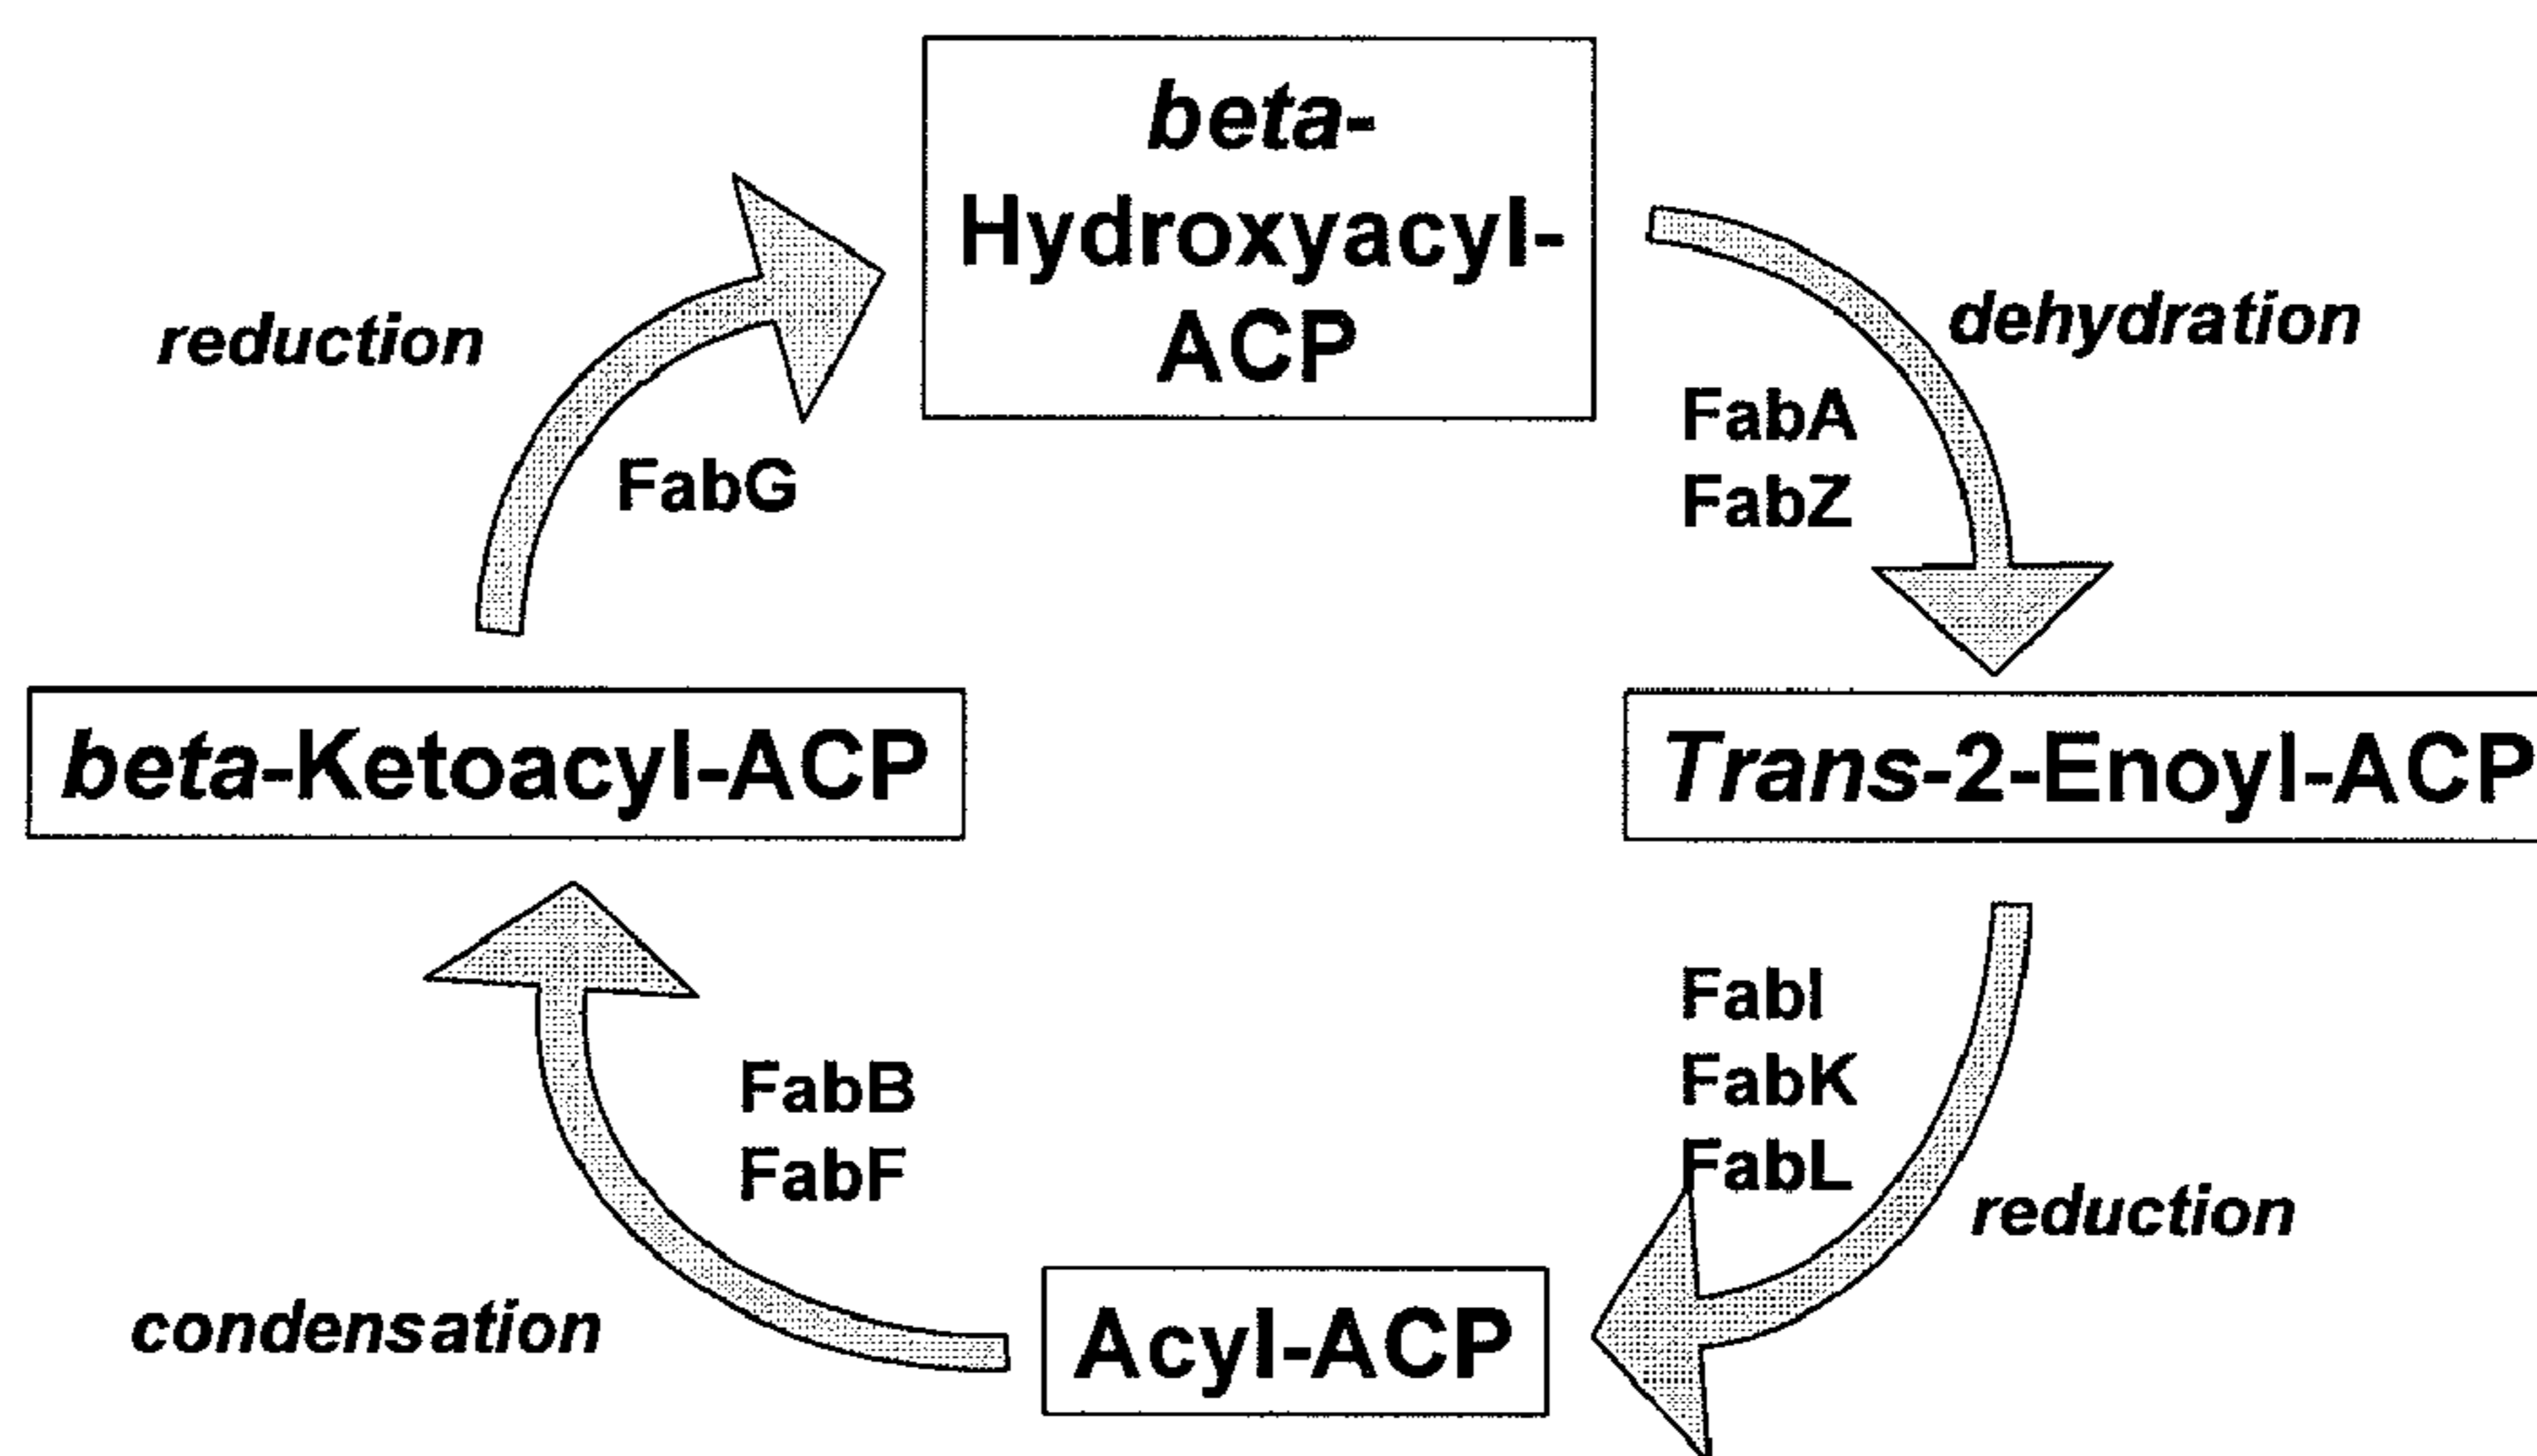 beta-
Hydroxyacyl-
ACP
reduction
dehydration
FabA
FabZ
FabG
beta-Ketoacyl-ACP
Trans-2-Enoyl-ACP
FabI
FabK
FabL
FabB
FabF
reduction
condensation
Acyl-ACP